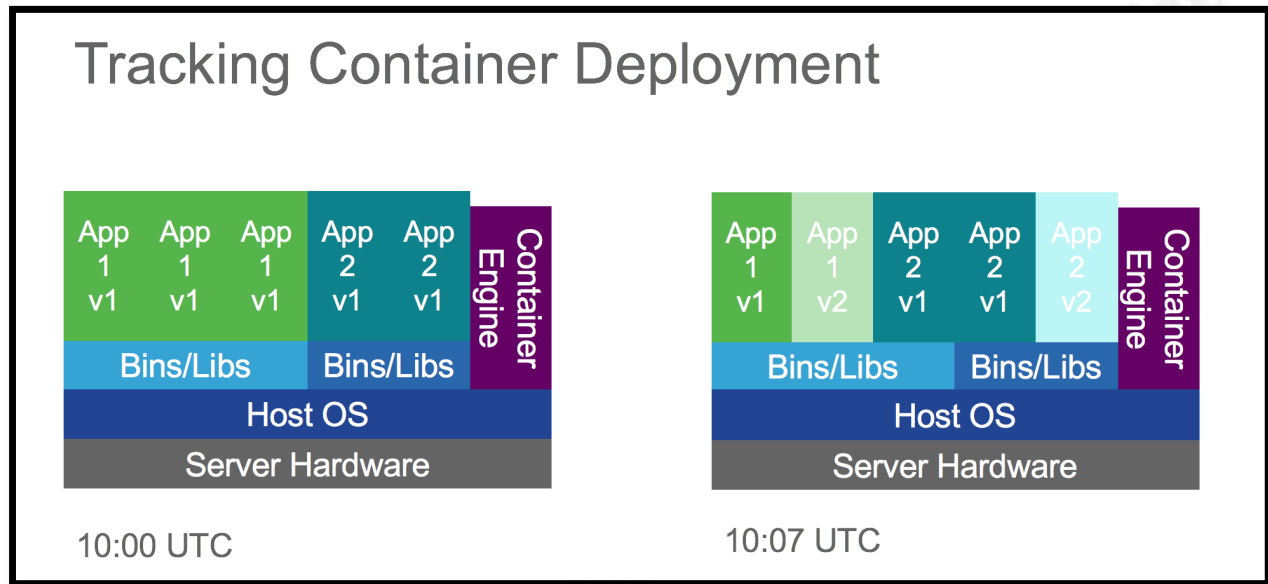 Tracking Container Deployment
App
1
v1
App
1
v1
App
1
v1
App
2
v1
App
2
v1
Container
Engine
Bins/Libs
Bins/Libs
Host OS
Server Hardware
10:00 UTC
App
1
v1
App
1
v2
App
2
v1
App
2
v1
App
2
v2
Container
Engine
Bins/Libs
Bins/Libs
Host OS
Server Hardware
10:07 UTC